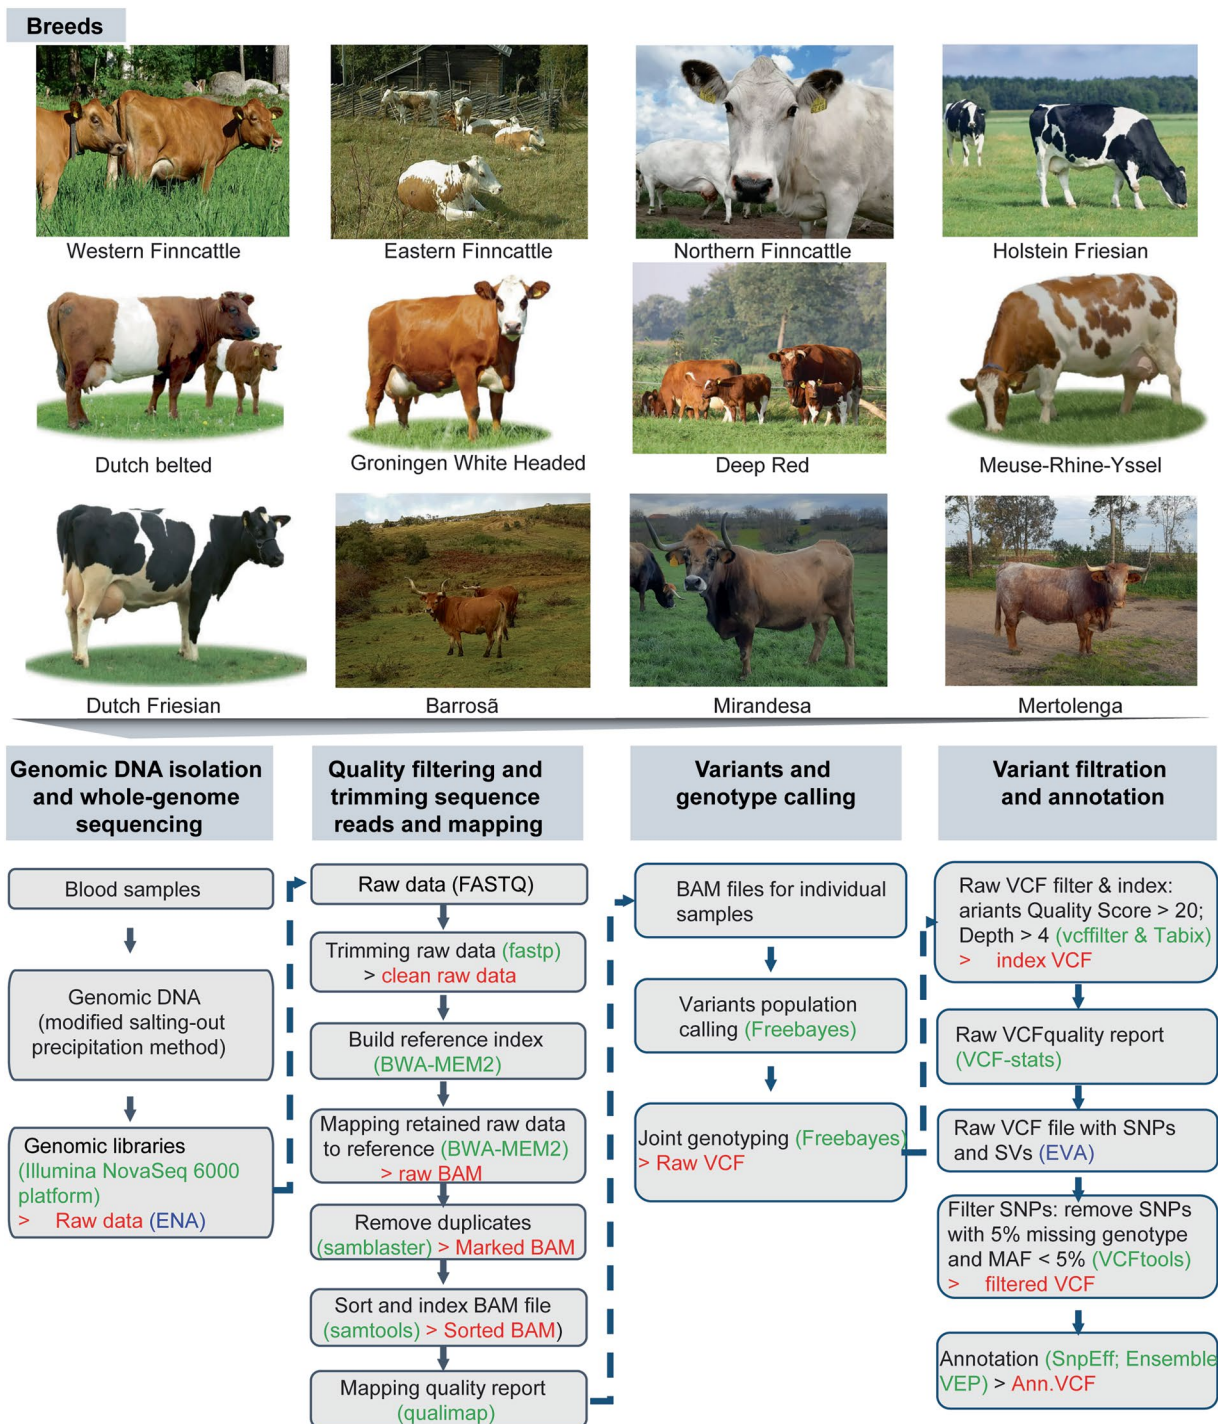 Breeds
Western Finncattle
Eastern Finncattle
Northern Finncattle
Holstein Friesian
Dutch belted
Groningen White Headed
Deep Red
Meuse-Rhine-Yssel
Dutch Friesian
Barrosã
Mirandesa
Mertolenga
Genomic DNA isolation
and whole-genome
sequencing
Blood samples
Genomic DNA
(modified salting-out
precipitation method)
Genomic libraries
(Illumina NovaSeq 6000
platform)
> Raw data (ENA)
Quality filtering and
trimming sequence
reads and mapping
Raw data (FASTQ)
Trimming raw data (fastp)
> clean raw data
Build reference index
(BWA-MEM2)
Mapping retained raw data
to reference (BWA-MEM2)
> raw BAM
Remove duplicates
(samblaster) > Marked BAM
Sort and index BAM file
(samtools) > Sorted BAM)
Mapping quality report
(qualimap)
Variants and
genotype calling
BAM files for individual
samples
Variants population
calling (Freebayes)
Joint genotyping (Freebayes)
> Raw VCF
Variant filtration
and annotation
Raw VCF filter & index:
ariants Quality Score > 20;
Depth > 4 (vcffilter & Tabix)
> index VCF
Raw VCFquality report
(VCF-stats)
Raw VCF file with SNPs
and SVs (EVA)
Filter SNPs: remove SNPs
with 5% missing genotype
and MAF < 5% (VCFtools)
> filtered VCF
Annotation (SnpEff; Ensemble
VEP) > Ann.VCF